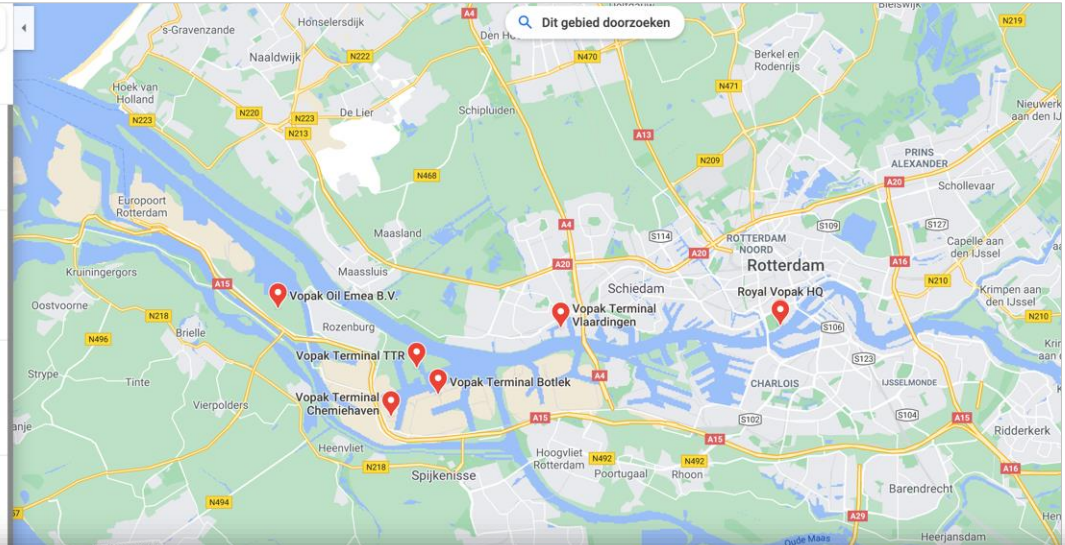 Honselersdijk
A4
Dit gebied doorzoeken
Bleiswijk
N219
's-Gravenzande
Den Ho
Naaldwijk
N222
N470
Berkel en
Rodenrijs
Hoek van
Holland
N471
N223
N220
N223
De Lier
Schipluiden
Nieuwerk
aan den IJ
N213
A13
N209
PRINS
ALEXANDER
N468
A20
Schollevaar
Europoort
Rotterdam
A4
S109
S127
Maasland
S114
ROTTERDAM
NOORD
Capelle aan
den IJssel
A20
A20
A16
Rotterdam
Kruiningergors
Maassluis
N210
A15
Schiedam
Royal Vopak HQ
Krimpen aan
den IJssel
Vopak Oil Emea B.V.
Oostvoorne
N218
Vopak Terminal
Vlaardingen
N210
Rozenburg
S106
Brielle
N496
Vopak Terminal TTR
S123
Strype
Tinte
Vopak Terminal Botlek
A4
CHARLOIS
IJSSELMONDE
Vopak Terminal
Chemiehaven
Vierpolders
A15
S102
S104
A15
Ridderkerk
A15
Heenvliet
Hoogvliet
Rotterdam
N492
N492
N218
Spijkenisse
Poortugaal
Rhoon
A16
Barendrecht
N494
A29
Oude Maas
Heerjansdam